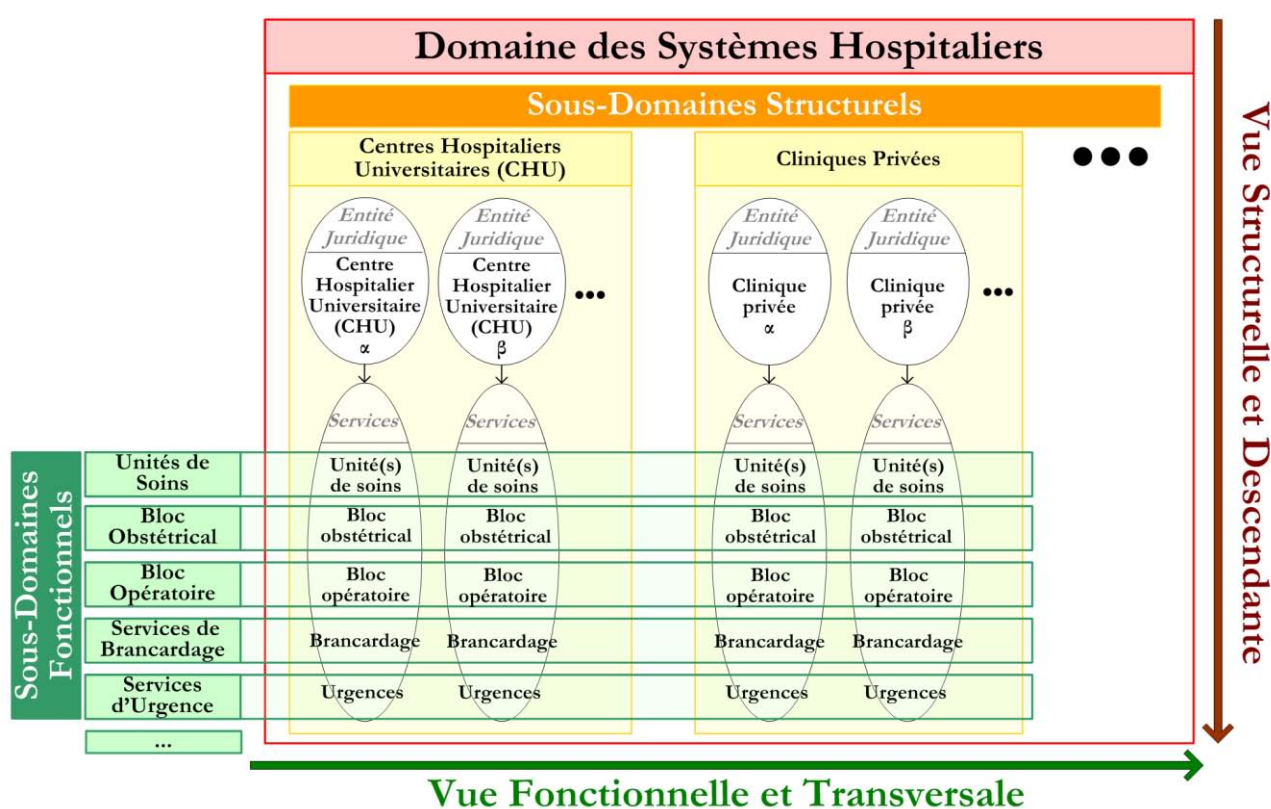 Domaine des Systèmes Hospitaliers
Sous-Domaines Structurels
Centres Hospitaliers
Universitaires (CHU)
Cliniques Privées
•••
Entité
Juridique
Centre
Hospitalier
Universitaire
(CHU)
α
Entité
Juridique
Centre
Hospitalier
Universitaire
(CHU)
β
•••
Entité
Juridique
Clinique
privée
α
Entité
Juridique
Clinique
privée
β
•••
Services
Services
Services
Services
Sous-Domaines
Fonctionnels
Unités de
Soins
Unité(s)
de soins
Unité(s)
de soins
Unité(s)
de soins
Unité(s)
de soins
Bloc
Obstétrical
Bloc
obstétrical
Bloc
obstétrical
Bloc
obstétrical
Bloc
obstétrical
Bloc
Opératoire
Bloc
opératoire
Bloc
opératoire
Bloc
opératoire
Bloc
opératoire
Services de
Brancardage
Brancardage
Brancardage
Brancardage
Brancardage
Services
d'Urgence
Urgences
Urgences
Urgences
Urgences
...
Vue Structurelle et Descendante
Vue Fonctionnelle et Transversale